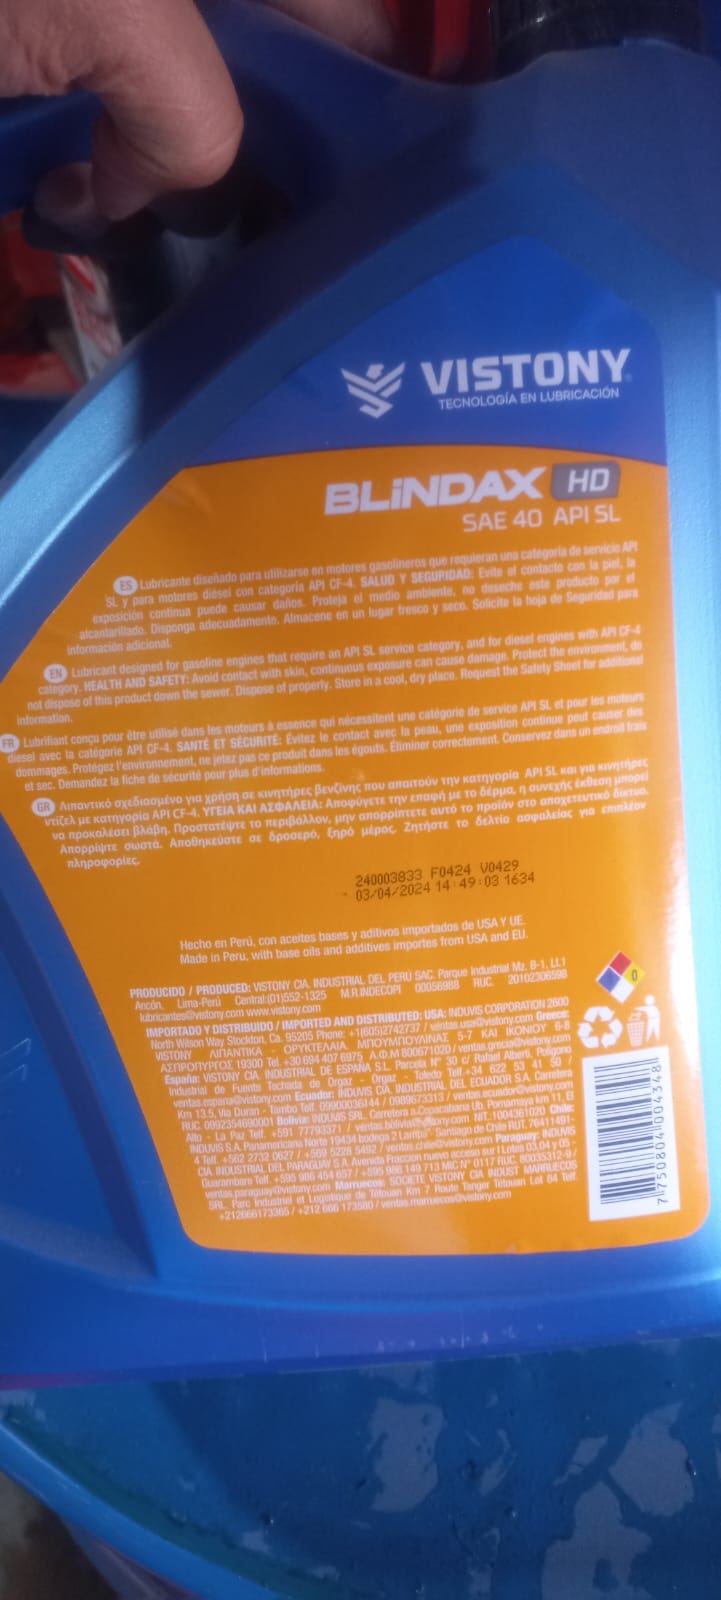 VISTONY
TECNOLOGÍA EN LUBRICACIÓN
BLiNDAX HD
SAE 40 API SL
ES Lubricante diseñado para utilizarse en motores gasolineros que requieran una categoría de servicio API
SL y para motores diésel con categoría API CF-4. SALUD Y SEGURIDAD: Evite el contacto con la piel, la
exposición continua puede causar daños. Proteja el medio ambiente, no deseche este producto por el
alcantarillado. Disponga adecuadamente. Almacene en un lugar fresco y seco. Solicite la hoja de Seguridad para
información adicional.
EN Lubricant designed for gasoline engines that require an API SL service category, and for diesel engines with API CF-4
category. HEALTH AND SAFETY: Avoid contact with skin, continuous exposure can cause damage. Protect the environment, do
not dispose of this product down the sewer. Dispose of properly. Store in a cool, dry place. Request the Safety Sheet for additional
information.
FR Lubrifiant conçu pour être utilisé dans les moteurs à essence qui nécessitent une catégorie de service API SL et pour les moteurs
diesel avec la catégorie API CF-4. SANTÉ ET SÉCURITÉ: Évitez le contact avec la peau, une exposition continue peut causer des
dommages. Protégez l'environnement, ne jetez pas ce produit dans les égouts. Éliminer correctement. Conservez dans un endroit frais
et sec. Demandez la fiche de sécurité pour plus d'informations.
GR Λιπαντικό σχεδιασμένο για χρήση σε κινητήρες βενζίνης που απαιτούν την κατηγορία API SL και για κινητήρες
ντίζελ με κατηγορία API CF-4. ΥΓΕΙΑ ΚΑΙ ΑΣΦΑΛΕΙΑ: Αποφύγετε την επαφή με το δέρμα, η συνεχής έκθεση μπορεί
να προκαλέσει βλάβη. Προστατέψτε το περιβάλλον, μην απορρίπτετε αυτό το προϊόν στο αποχετευτικό δίκτυο.
Απορρίψτε σωστά. Αποθηκεύστε σε δροσερό, ξηρό μέρος. Ζητήστε το δελτίο ασφαλείας για επιπλέον
πληροφορίες.
240003833 F0424 V0429
03/04/2024 14:49:03 1634
Hecho en Perú, con aceites bases y aditivos importados de USA Y UE.
Made in Peru, with base oils and additives importes from USA and EU.
PRODUCIDO / PRODUCED: VISTONY CIA. INDUSTRIAL DEL PERÚ SAC. Parque Industrial Mz. B-1, Lt.1
Ancón, Lima-Perú Central:(01)552-1325 M.R.INDECOPI 00056988 RUC. 20102306598
lubricantes@vistony.com www.vistony.com
IMPORTADO Y DISTRIBUIDO / IMPORTED AND DISTRIBUTED: USA: INDUVIS CORPORATION 2600
North Wilson Way Stockton, Ca. 95205 Phone. +1(605)2742737 / ventas.usa@vistony.com Greece:
VISTONY ΛΙΠΑΝΤΙΚΑ - ΟΡΥΚΤΕΛΑΙΑ. ΜΠΟΥΜΠΟΥΛΙΝΑΣ 5-7 ΚΑΙ ΙΚΟΝΙΟΥ 6-8
ΑΣΠΡΟΠΥΡΓΟΣ 19300 Tel. +30 694 407 6975 Α.Φ.Μ 800671020 / ventas.grecia@vistony.com
España: VISTONY CÍA. INDUSTRIAL DE ESPAÑA S.L. Parcela N° 30 c/ Rafael Alberti, Polígono
Industrial de Fuents Techada de Orgaz - Orgaz - Toledo Telf.+34 622 53 41 50 /
ventas.espana@vistony.com Ecuador: INDUVIS CIA. INDUSTRIAL DEL ECUADOR S.A. Carretera
Km 13.5, Vía Duran - Tambo Telf. / 0989673313 / ventas.ecuador@vistony.com
RUC. 0992354690001 Bolivia: INDUVIS SRL. Carretera a Copacabana Ub. km 11, El
Alto - La Paz Telf. +591 77793371 / ventas.bolivia@vistony.com NIT. 1004361020 Chile:
INDUVIS S.A. Panamericana Norte 19434 bodega 2 Lampa - Santiago de Chile RUT. 76411491-
4 Telf. +562 2732 0627 / +569 5228 5492 / ventas.chile@vistony.com Paraguay: INDUVIS
CIA. INDUSTRIAL DEL PARAGUAY S.A. Avenida Fraccion nuevo acceso sur I Lotes 03,04 y 05 -
Guarambare Telf. +595 986 454 657 / +595 986 149 713 MIC N° 0117 RUC. 80035312-9 /
ventas.paraguay@vistony.com Marruecos: SOCIETE VISTONY CIA INDUST MARRUECOS
SRL. Parc Industriel et Logistique de Tétouan Km 7 Route Tanger Tétouan Lot 84 Telf.
+212666173365 / +212 666 173580 / ventas.marruecos@vistony.com
0
7 750804 004348